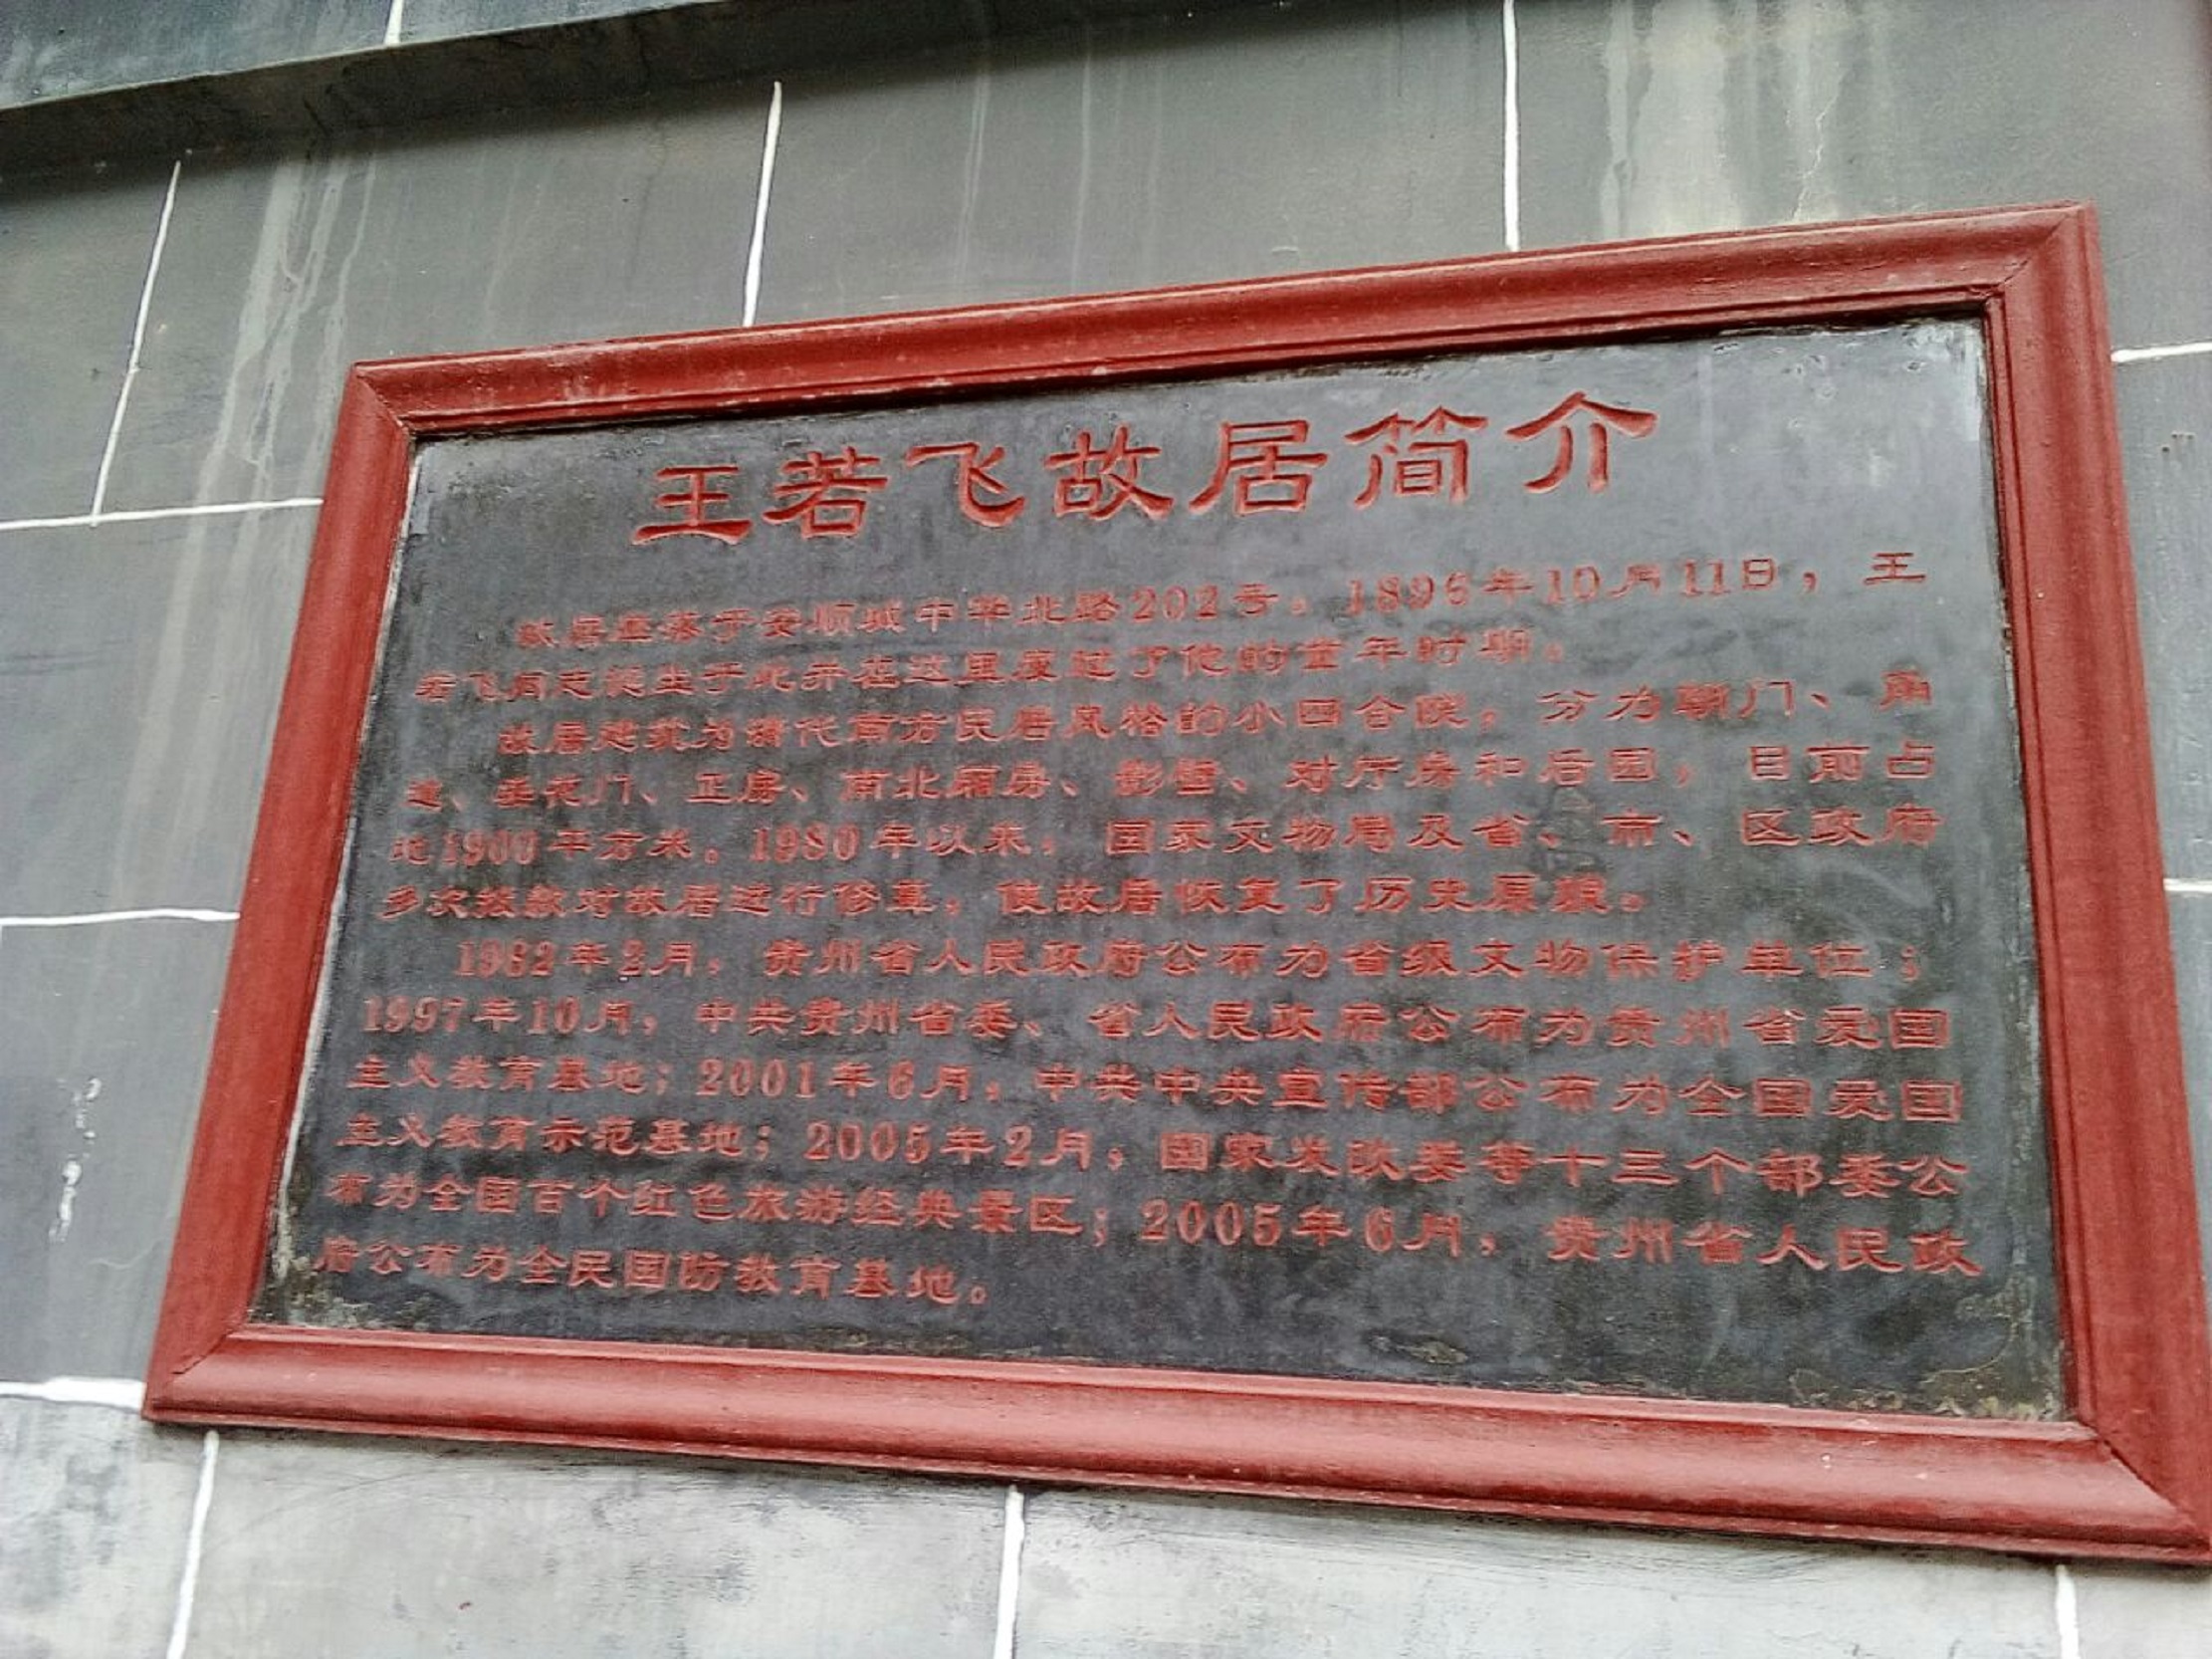 王若飞故居简介
故居座落于安顺城中华北路202号。1896年10月11日，王
若飞同志诞生于此并在这里度过了他的童年时期。
故居建筑为清代南方民居风格的小四合院，分为朝门、甬
道、垂花门、正房、南北厢房、影壁、对厅房和后园，目前占
地1900平方米。1980年以来，国家文物局及省、市、区政府
多次拨款对故居进行修葺，使故居恢复了历史原貌。
1982年2月，贵州省人民政府公布为省级文物保护单位；
1997年10月，中共贵州省委、省人民政府公布为贵州省爱国
主义教育基地；2001年6月，中共中央宣传部公布为全国爱国
主义教育示范基地；2005年2月，国家发改委等十三个部委公
布为全国百个红色旅游经典景区；2005年6月，贵州省人民政
府公布为全民国防教育基地。